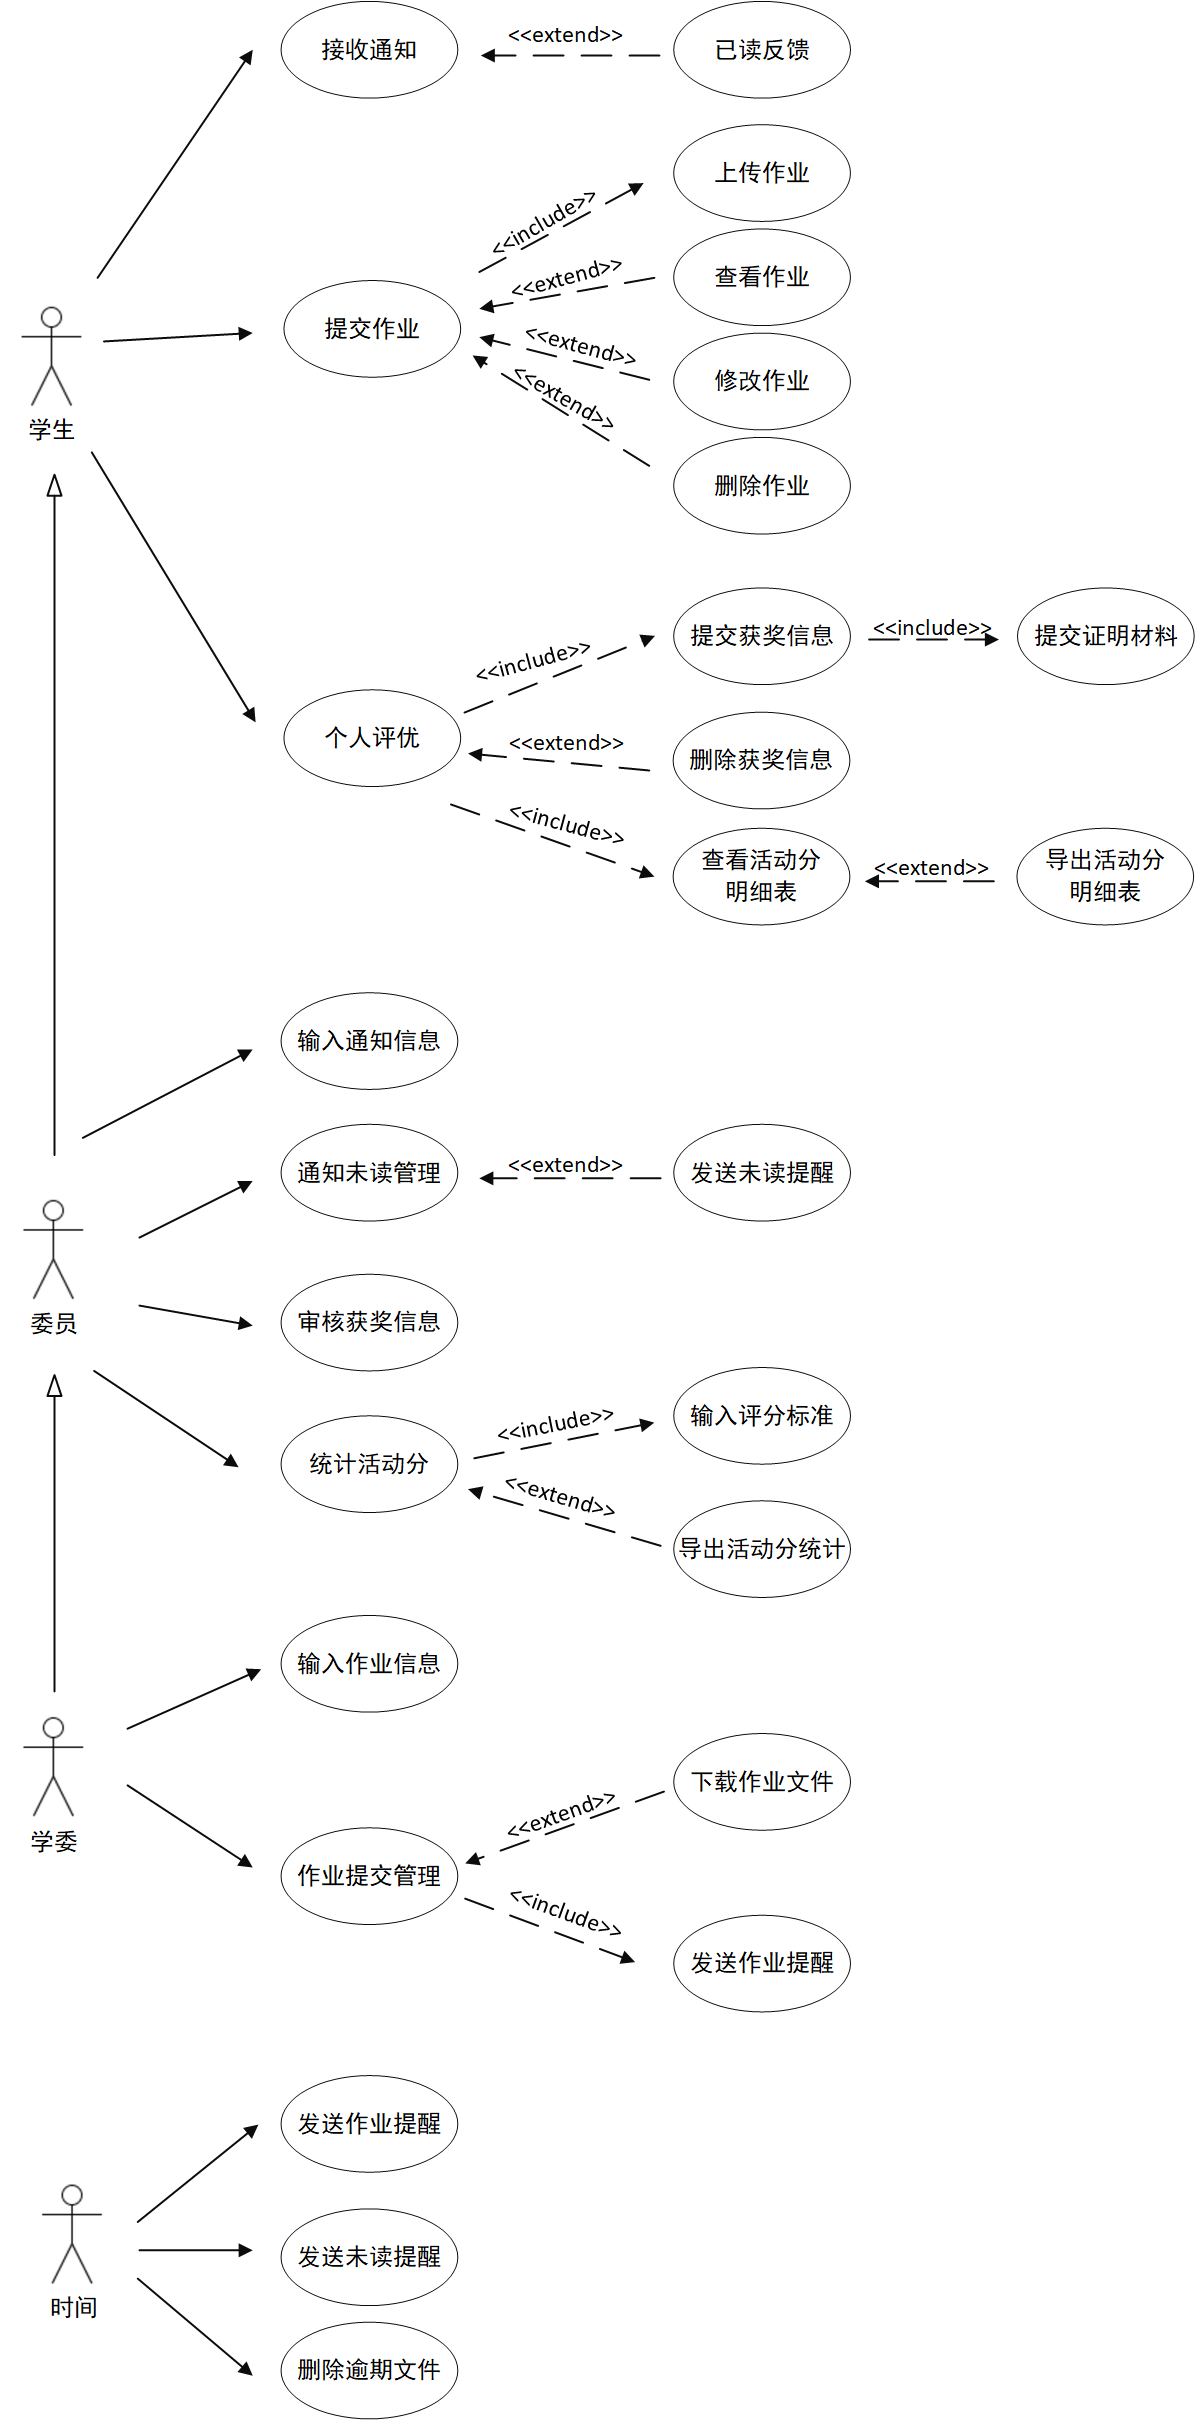 接收通知
<<extend>>
已读反馈
上传作业
<<include>>
查看作业
<<extend>>
提交作业
<<extend>>
修改作业
<<extend>>
学生
删除作业
提交获奖信息
<<include>>
提交证明材料
<<include>>
个人评优
<<extend>>
删除获奖信息
<<include>>
查看活动分
明细表
<<extend>>
导出活动分
明细表
输入通知信息
通知未读管理
<<extend>>
发送未读提醒
委员
审核获奖信息
输入评分标准
<<include>>
统计活动分
<<extend>>
导出活动分统计
输入作业信息
学委
下载作业文件
<<extend>>
作业提交管理
<<include>>
发送作业提醒
发送作业提醒
发送未读提醒
时间
删除逾期文件